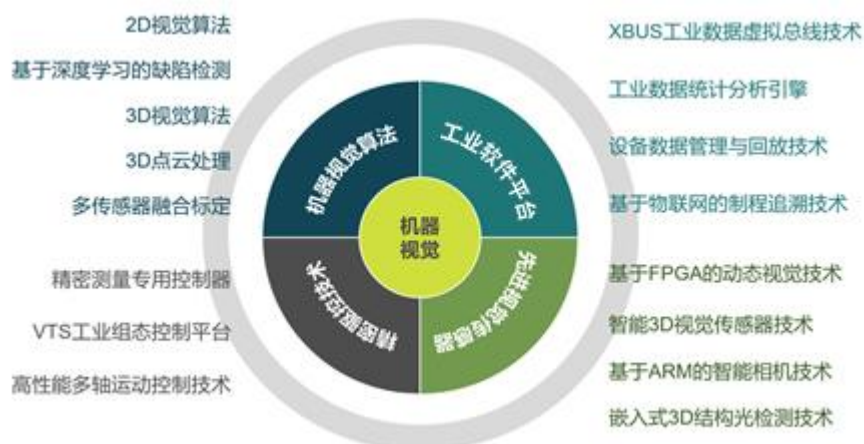 2D视觉算法
基于深度学习的缺陷检测
3D视觉算法
3D点云处理
多传感器融合标定
精密测量专用控制器
VTS工业组态控制平台
高性能多轴运动控制技术
机器视觉算法
工业软件平台
机器
视觉
精密驱控技术
先进视觉传感器
XBUS工业数据虚拟总线技术
工业数据统计分析引擎
设备数据管理与回放技术
基于物联网的制程追溯技术
基于FPGA的动态视觉技术
智能3D视觉传感器技术
基于ARM的智能相机技术
嵌入式3D结构光检测技术